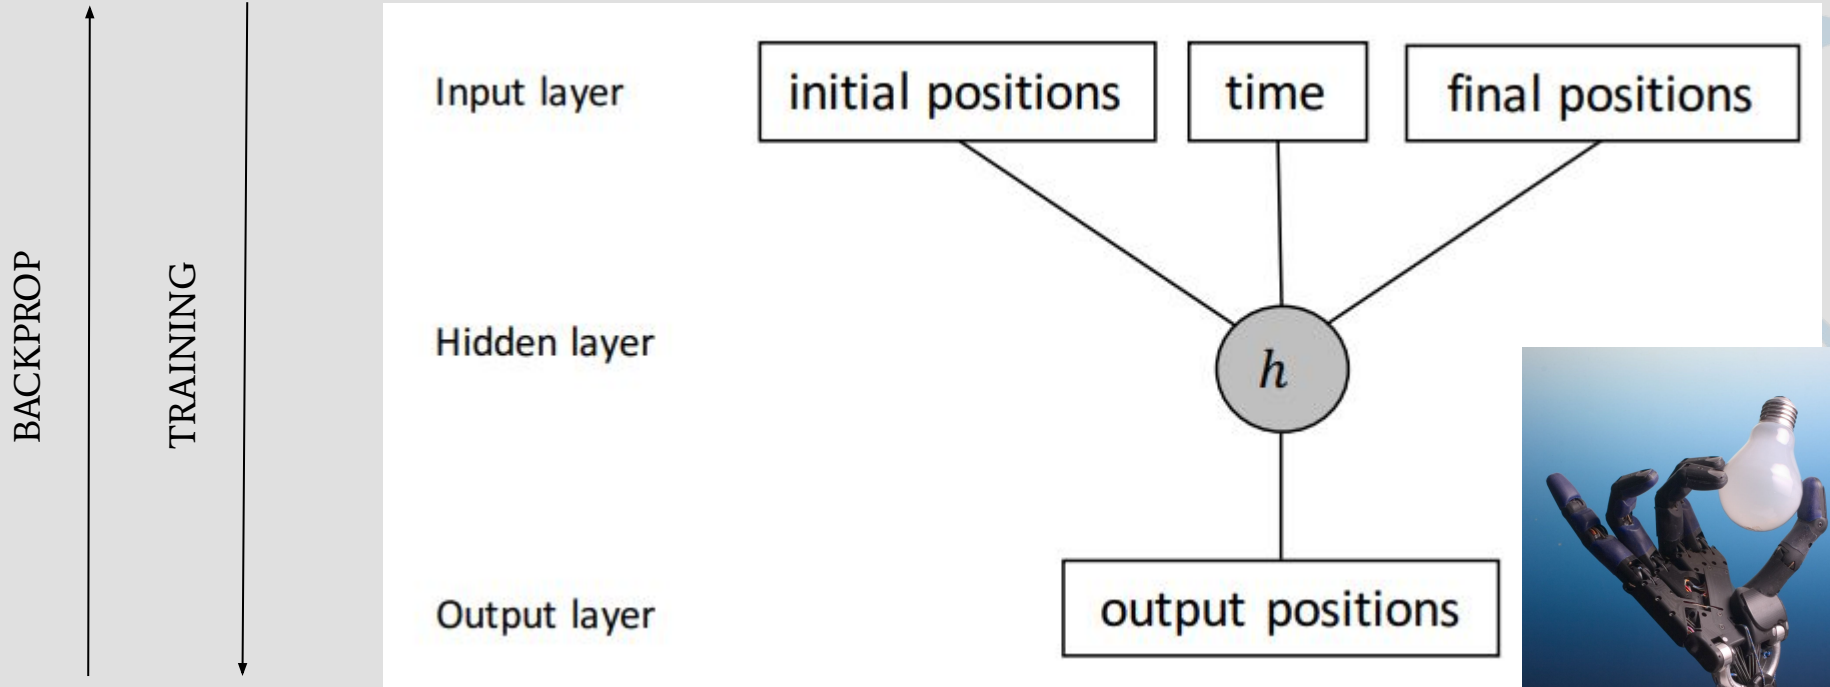 BACKPROP
TRAINING
Input layer
initial positions
time
final positions
Hidden layer
h
Output layer
output positions